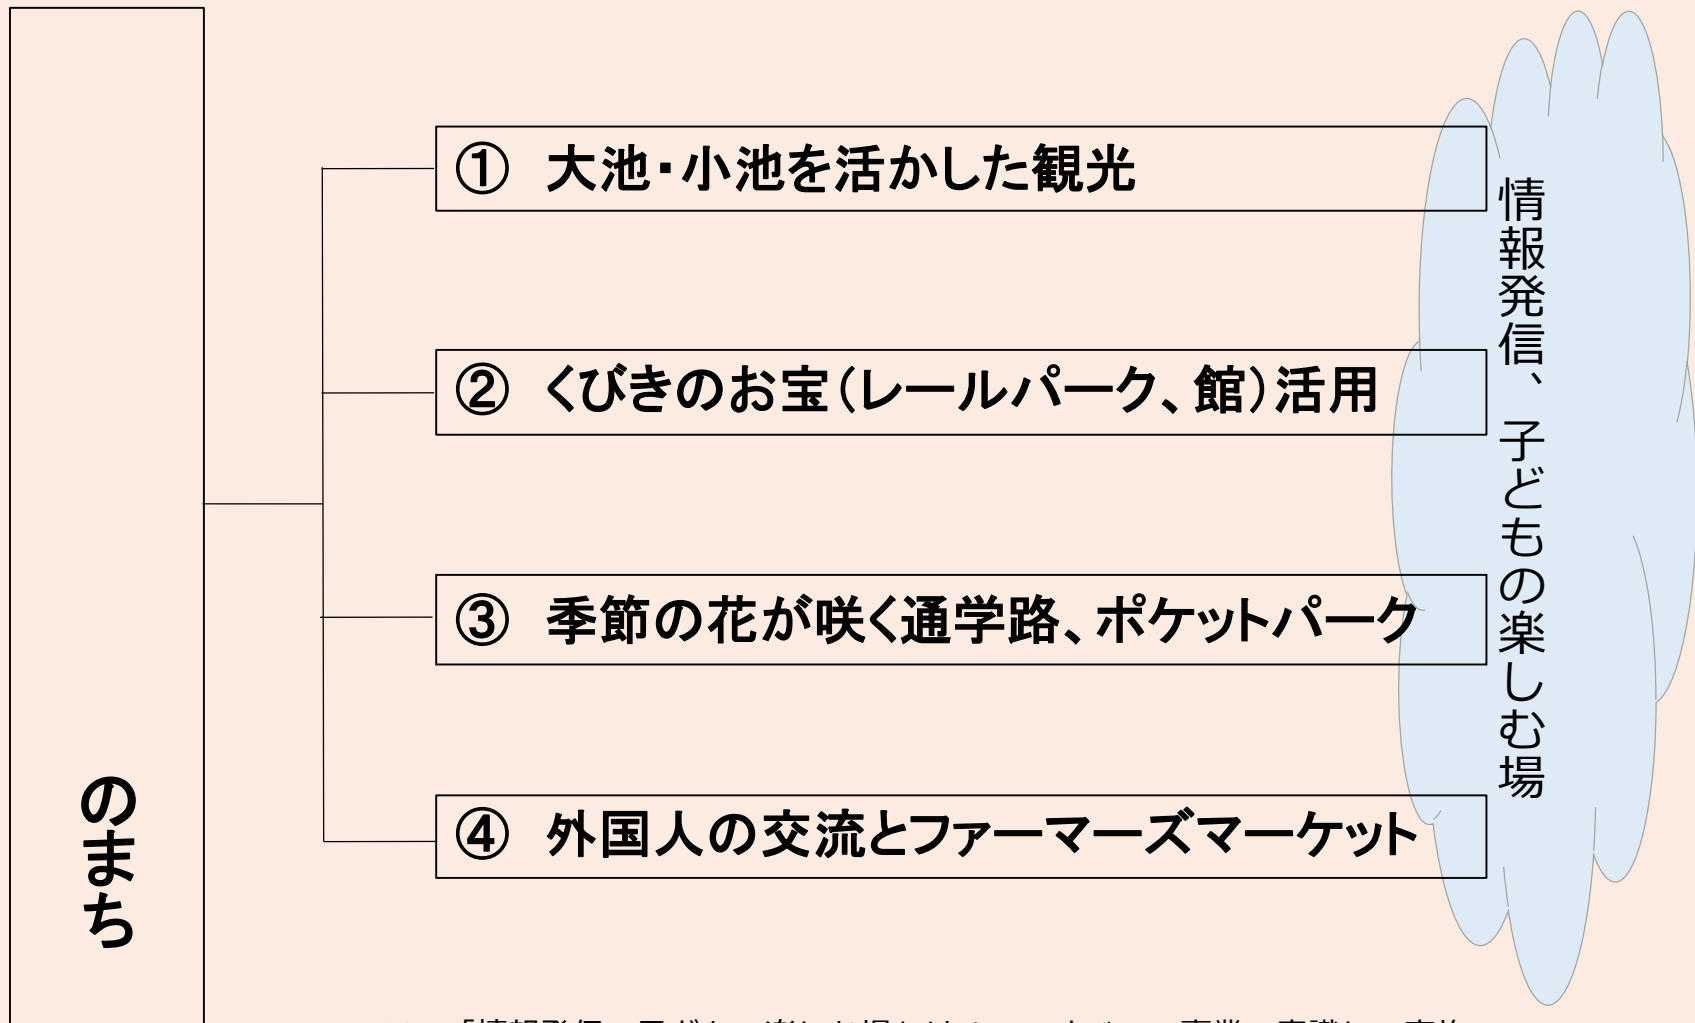 のまち
① 大池・小池を活かした観光
② くびきのお宝（レールパーク、館）活用
③ 季節の花が咲く通学路、ポケットパーク
④ 外国人の交流とファーマーズマーケット
情報発信、子どもの楽しむ場